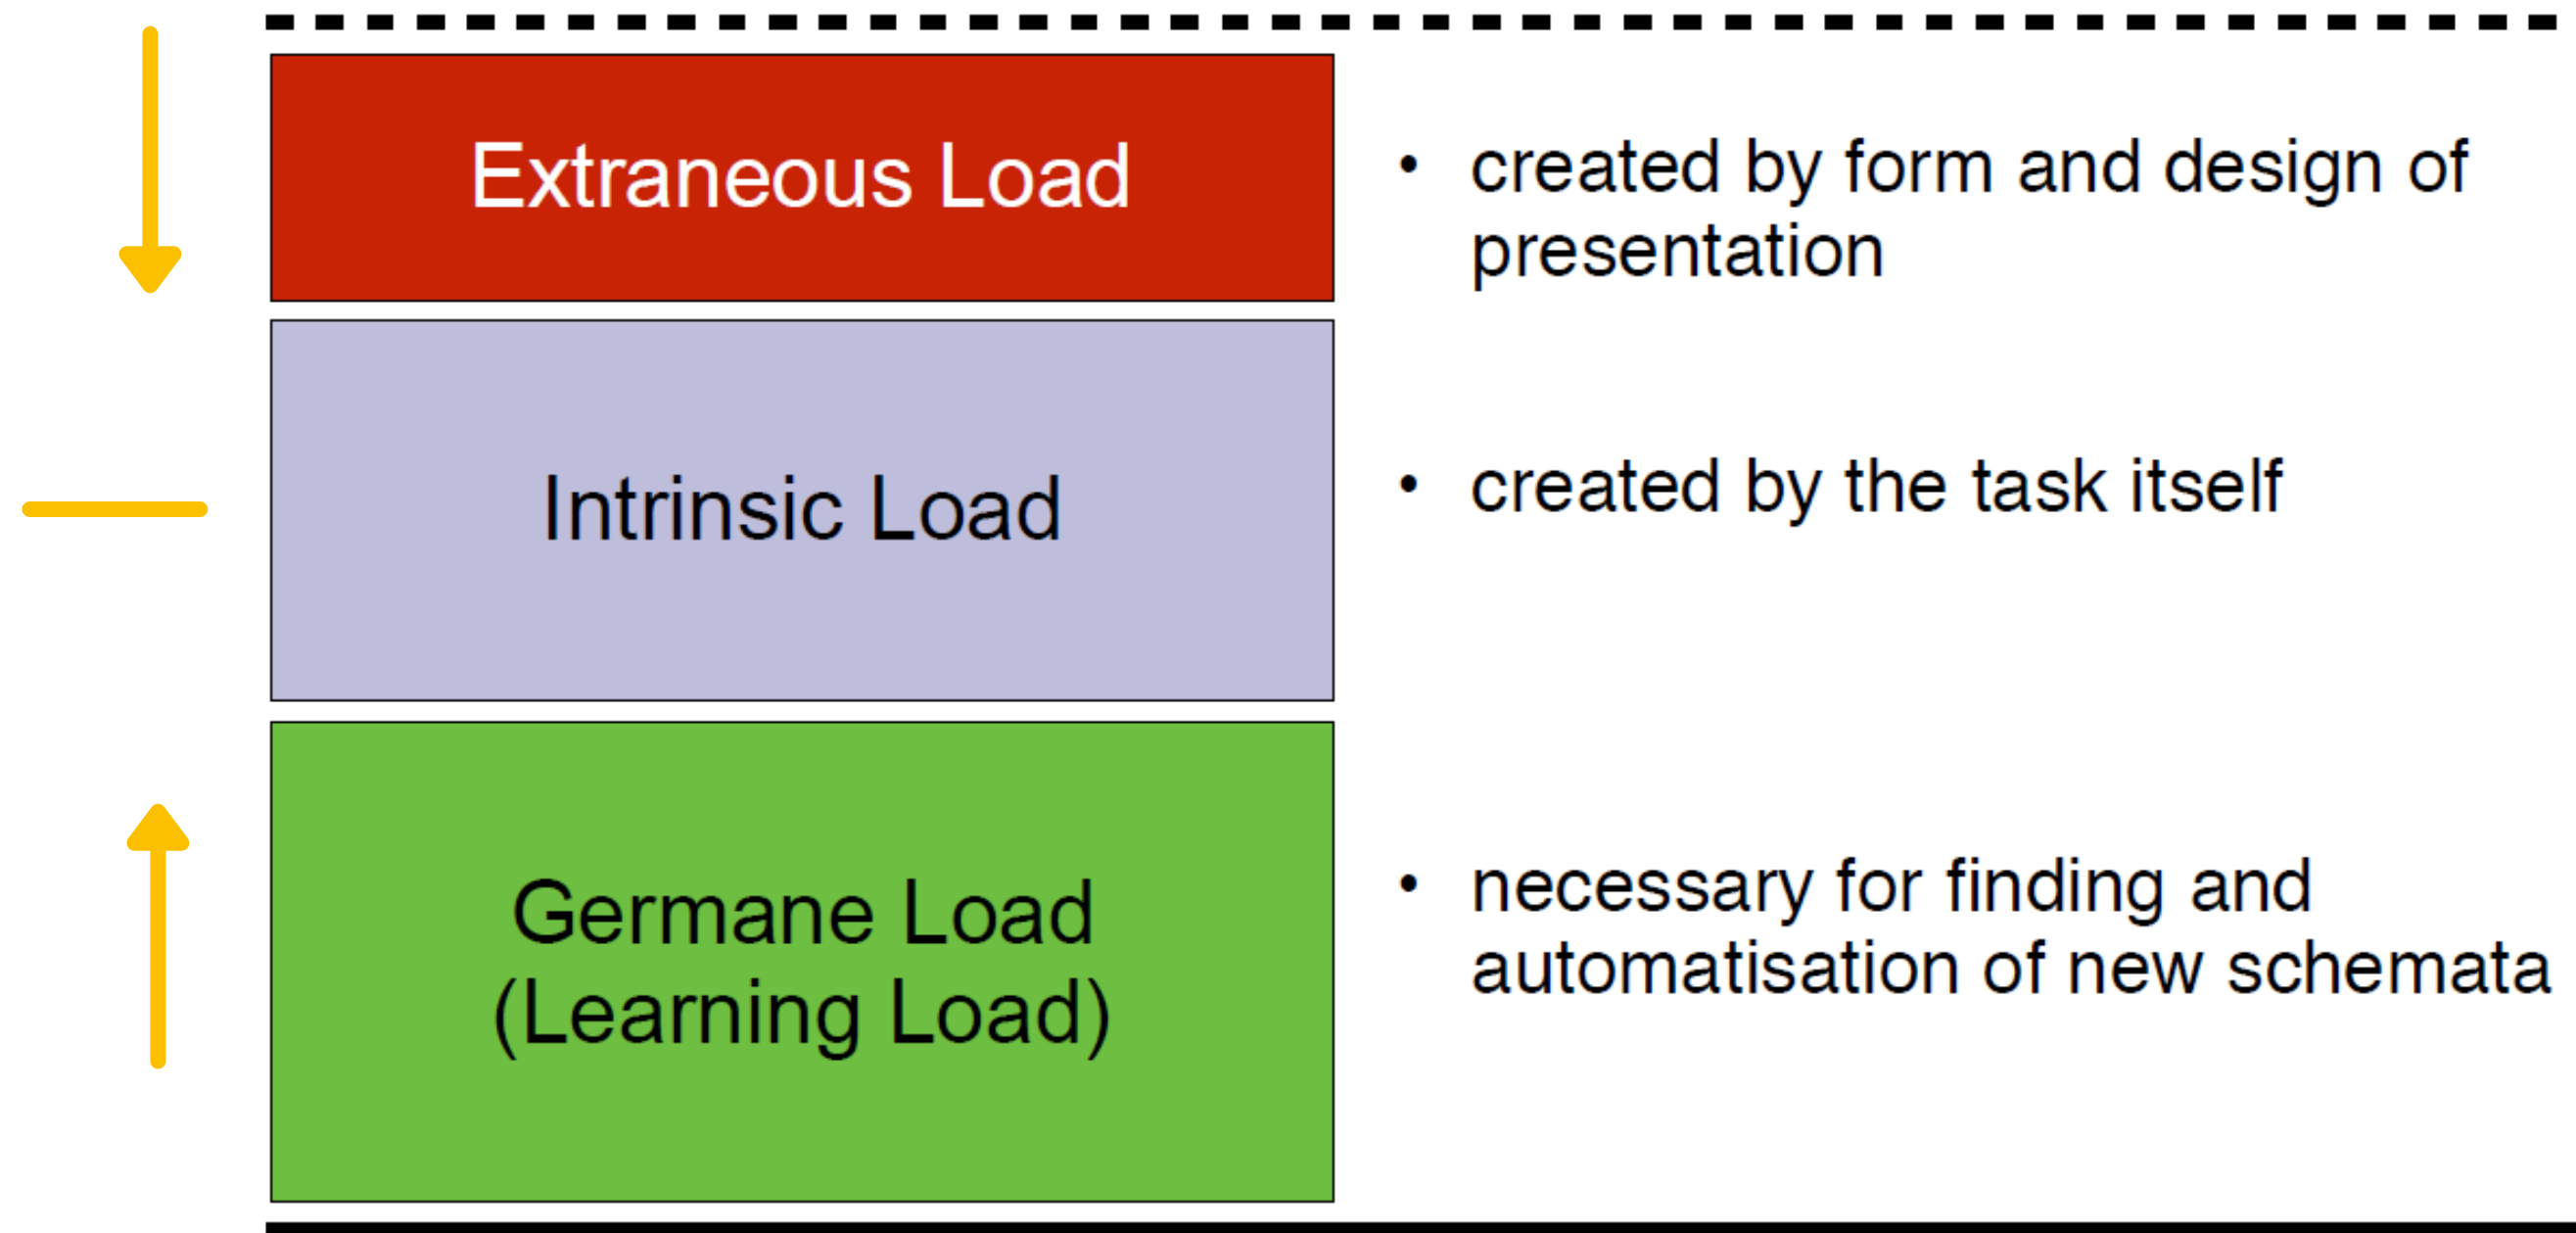 Extraneous Load
• created by form and design of
presentation
Intrinsic Load
• created by the task itself
Germane Load
(Learning Load)
• necessary for finding and
automatisation of new schemata